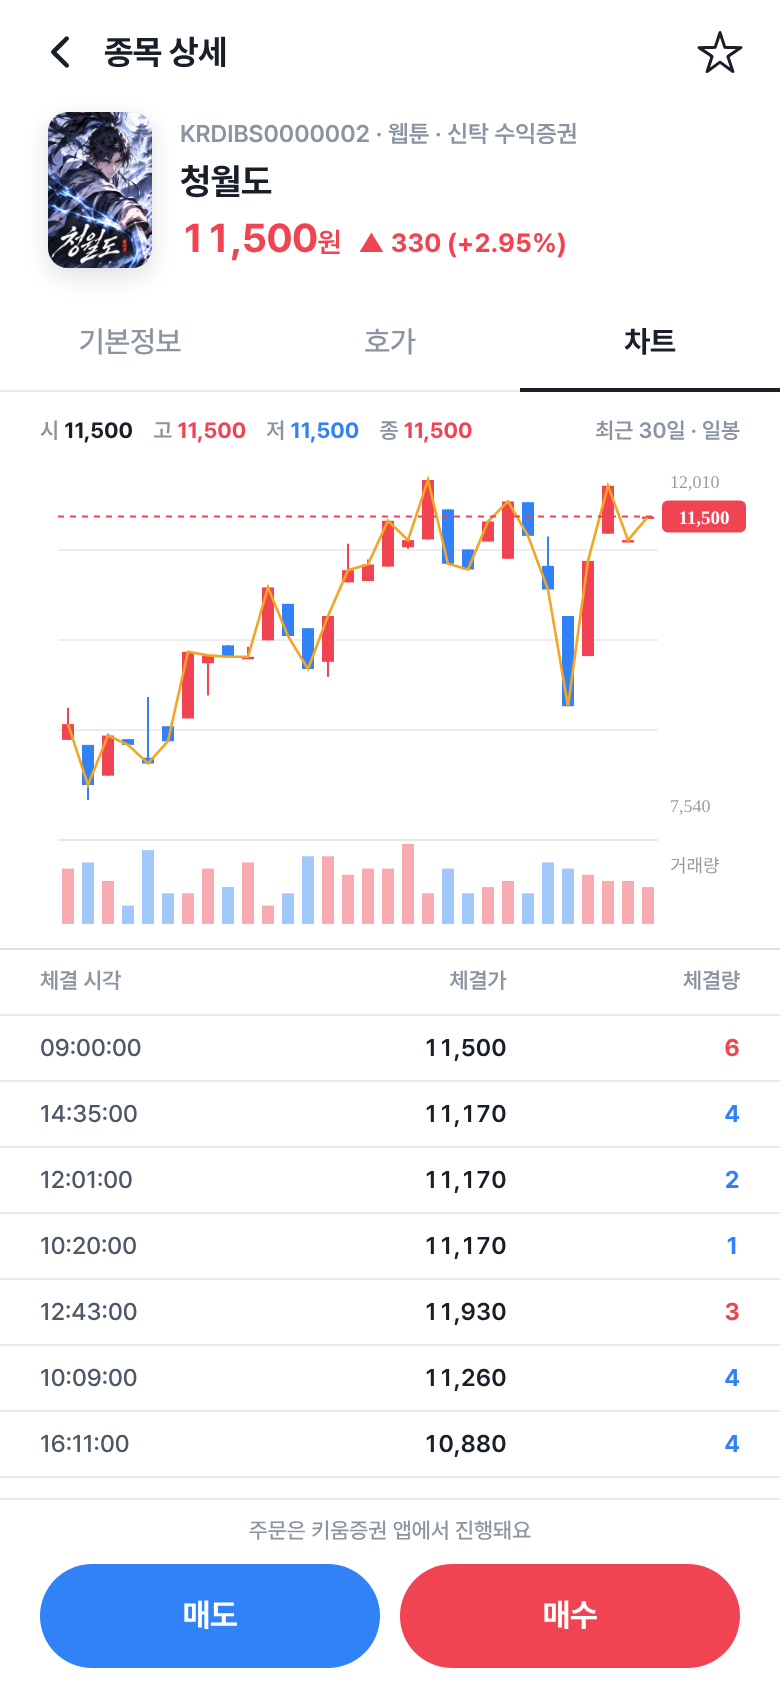 종목 상세
KRDIBS0000002 · 웹툰 · 신탁 수익증권
청월도
11,500원 ▲ 330 (+2.95%)
청월도
기본정보 호가 차트
시 11,500 고 11,500 저 11,500 종 11,500 최근 30일 · 일봉
12,010
11,500
7,540
거래량
체결 시각 체결가 체결량
09:00:00 11,500 6
14:35:00 11,170 4
12:01:00 11,170 2
10:20:00 11,170 1
12:43:00 11,930 3
10:09:00 11,260 4
16:11:00 10,880 4
주문은 키움증권 앱에서 진행돼요
매도 매수